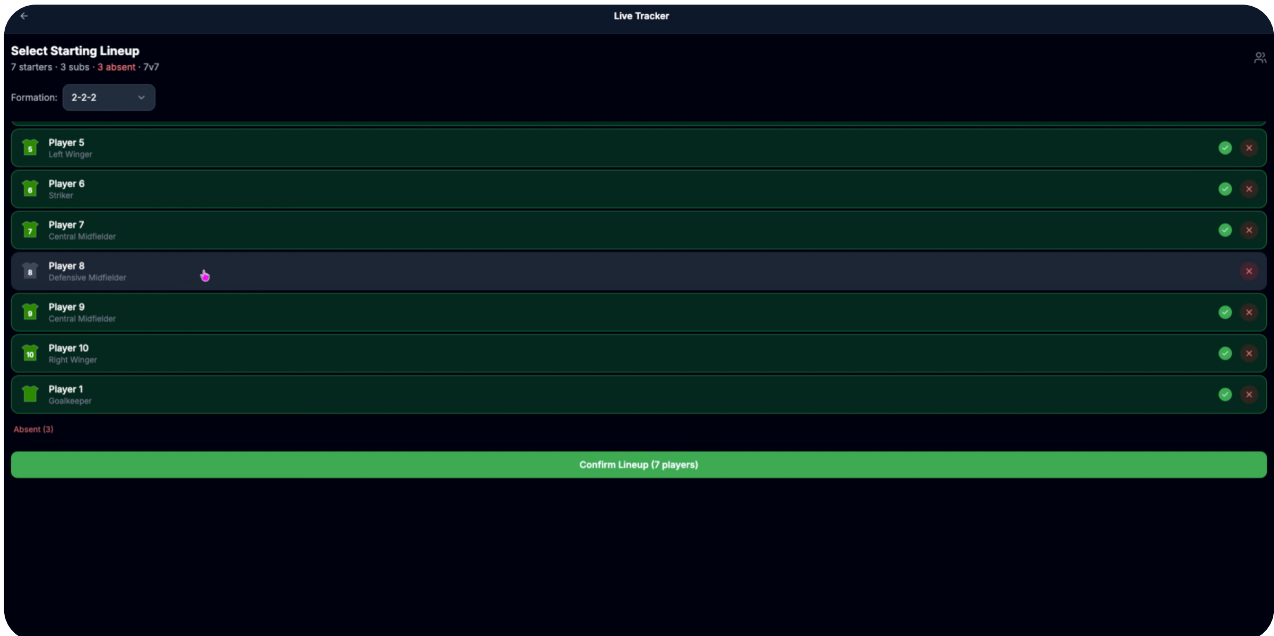 Live Tracker
Select Starting Lineup
7 starters · 3 subs · 3 absent · 7v7
Formation: 2-2-2
5 Player 5
Left Winger
6 Player 6
Striker
7 Player 7
Central Midfielder
8 Player 8
Defensive Midfielder
9 Player 9
Central Midfielder
10 Player 10
Right Winger
Player 1
Goalkeeper
Absent (3)
Confirm Lineup (7 players)